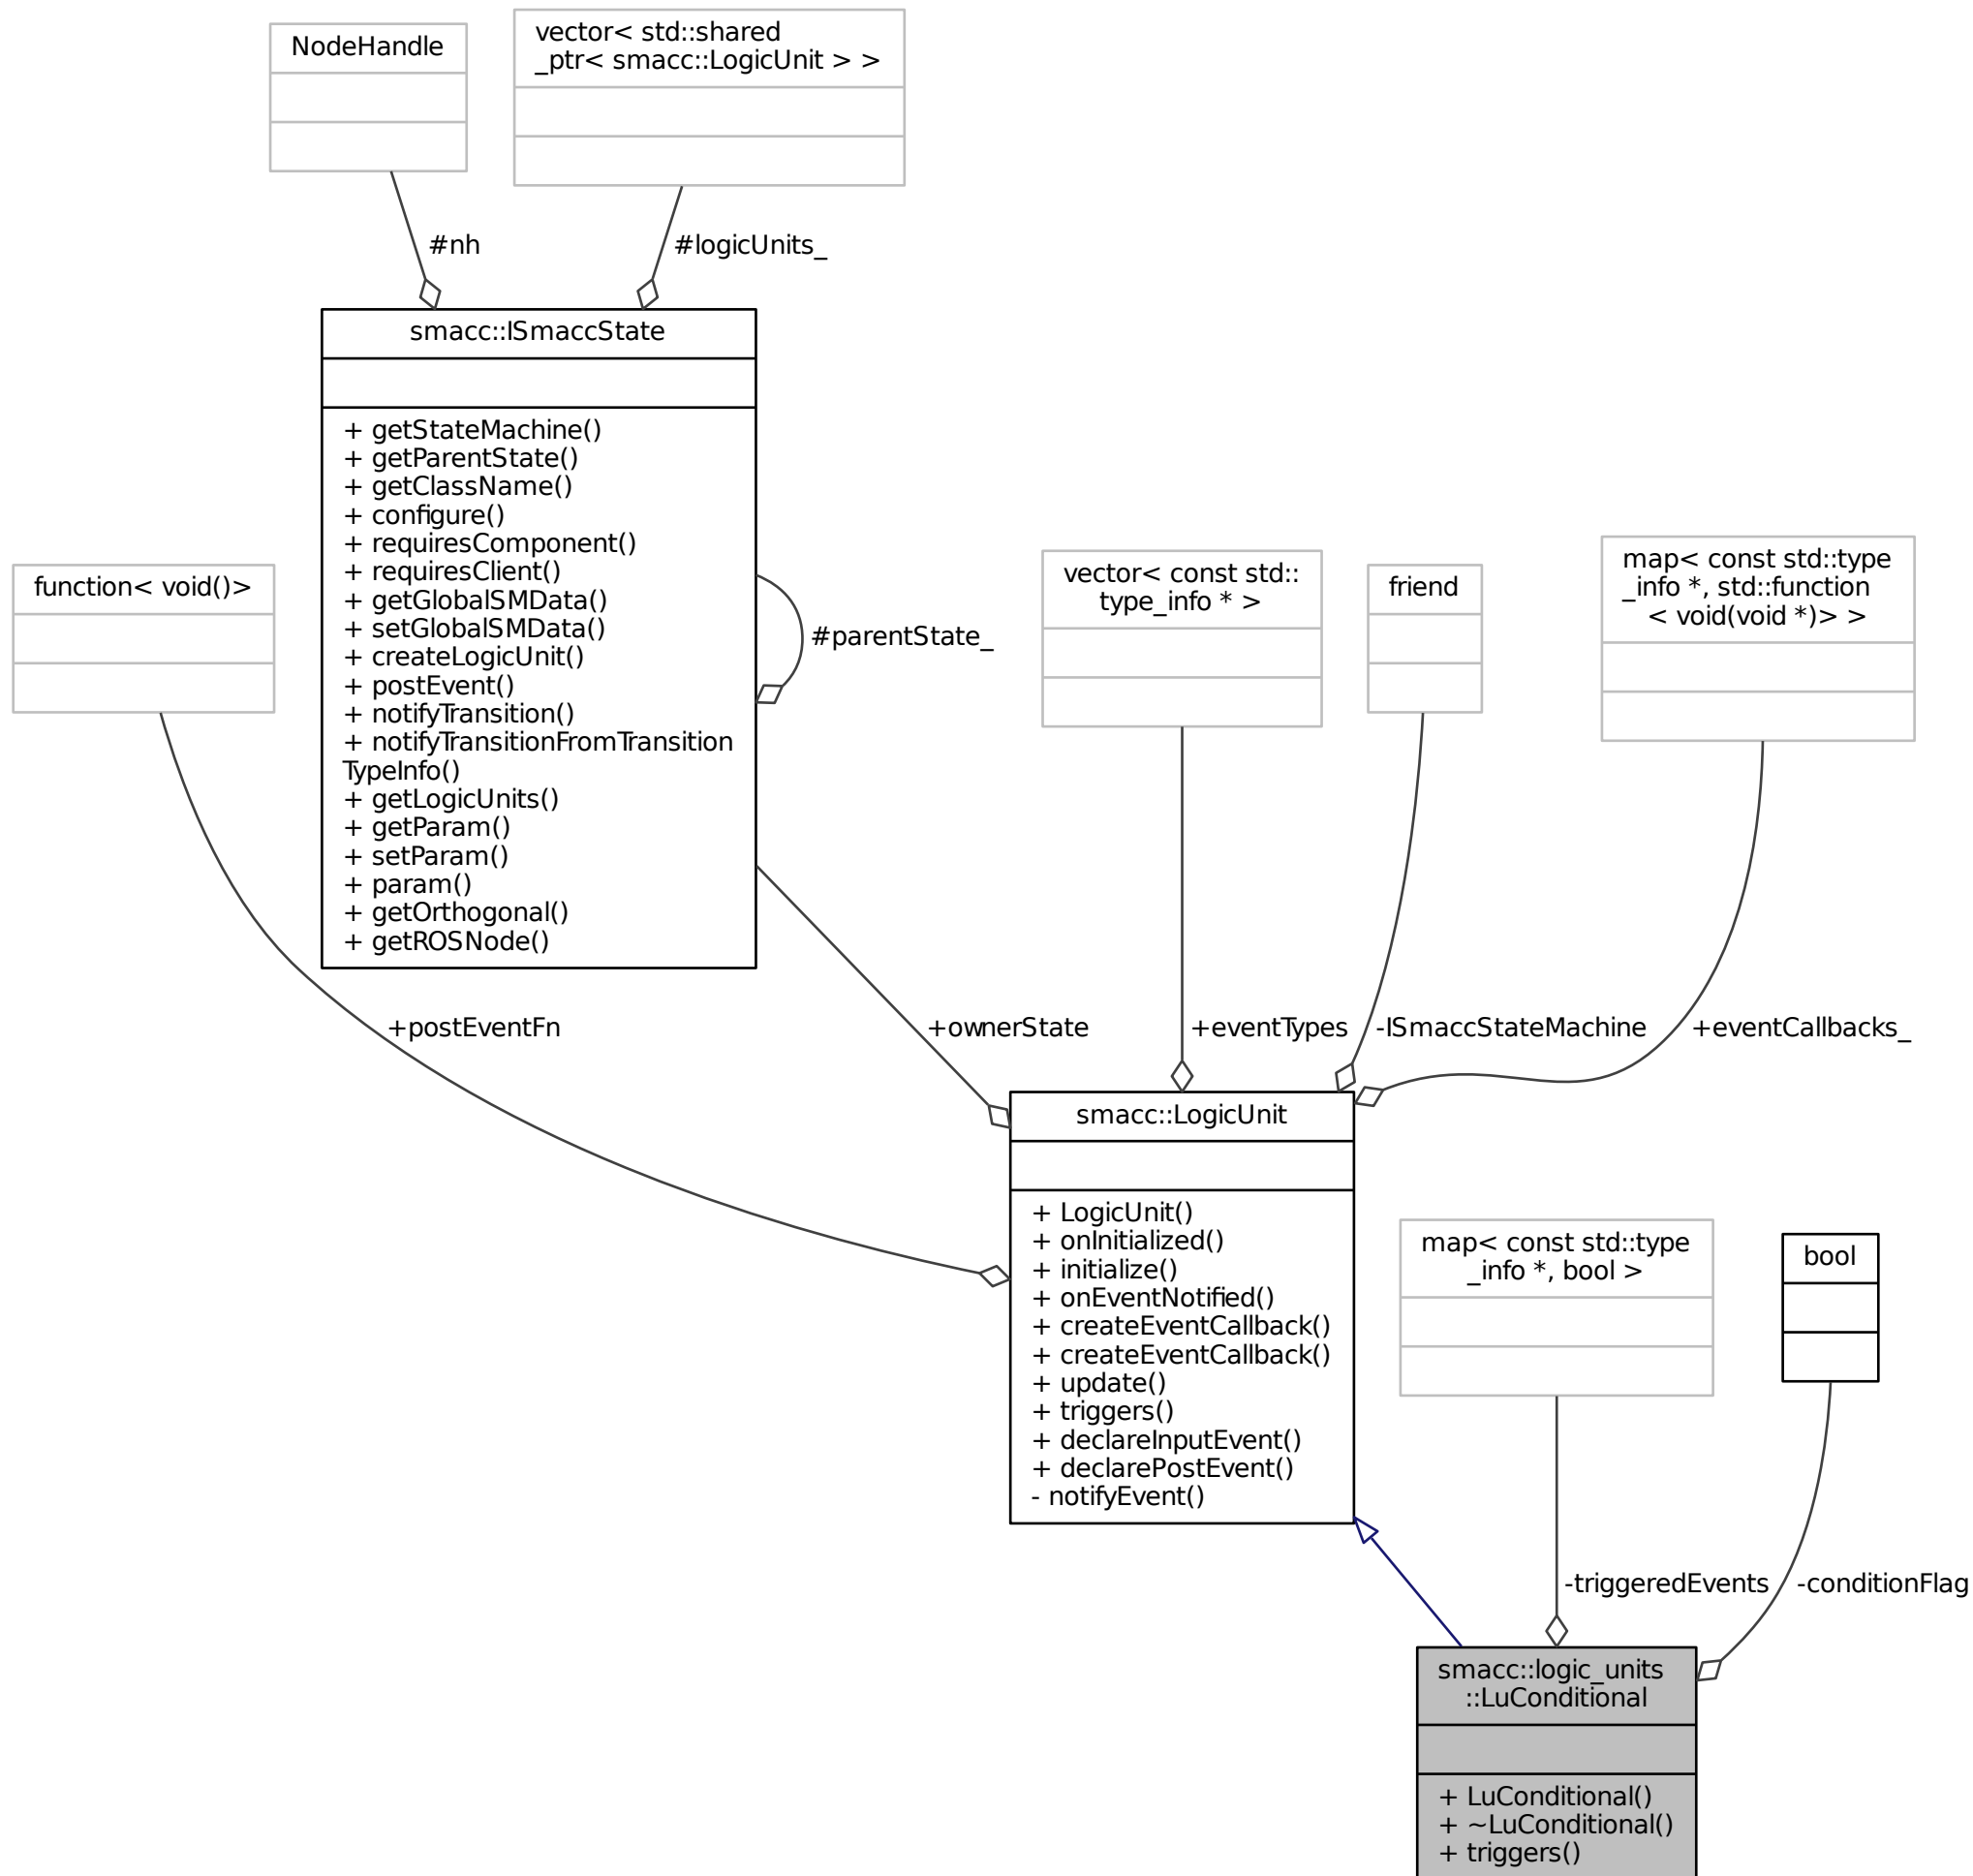 NodeHandle
vector< std::shared
_ptr< smacc::LogicUnit > >
#nh
#logicUnits_
smacc::ISmaccState
+ getStateMachine()
+ getParentState()
+ getClassName()
+ configure()
+ requiresComponent()
+ requiresClient()
+ getGlobalSMData()
+ setGlobalSMData()
+ createLogicUnit()
+ postEvent()
+ notifyTransition()
+ notifyTransitionFromTransition
TypeInfo()
+ getLogicUnits()
+ getParam()
+ setParam()
+ param()
+ getOrthogonal()
+ getROSNode()
#parentState_
function< void()>
vector< const std::
type_info * >
friend
map< const std::type
_info *, std::function
< void(void *)> >
+postEventFn
+ownerState
+eventTypes
-ISmaccStateMachine
+eventCallbacks_
smacc::LogicUnit
+ LogicUnit()
+ onInitialized()
+ initialize()
+ onEventNotified()
+ createEventCallback()
+ createEventCallback()
+ update()
+ triggers()
+ declareInputEvent()
+ declarePostEvent()
- notifyEvent()
map< const std::type
_info *, bool >
bool
-triggeredEvents
-conditionFlag
smacc::logic_units
::LuConditional
+ LuConditional()
+ ~LuConditional()
+ triggers()